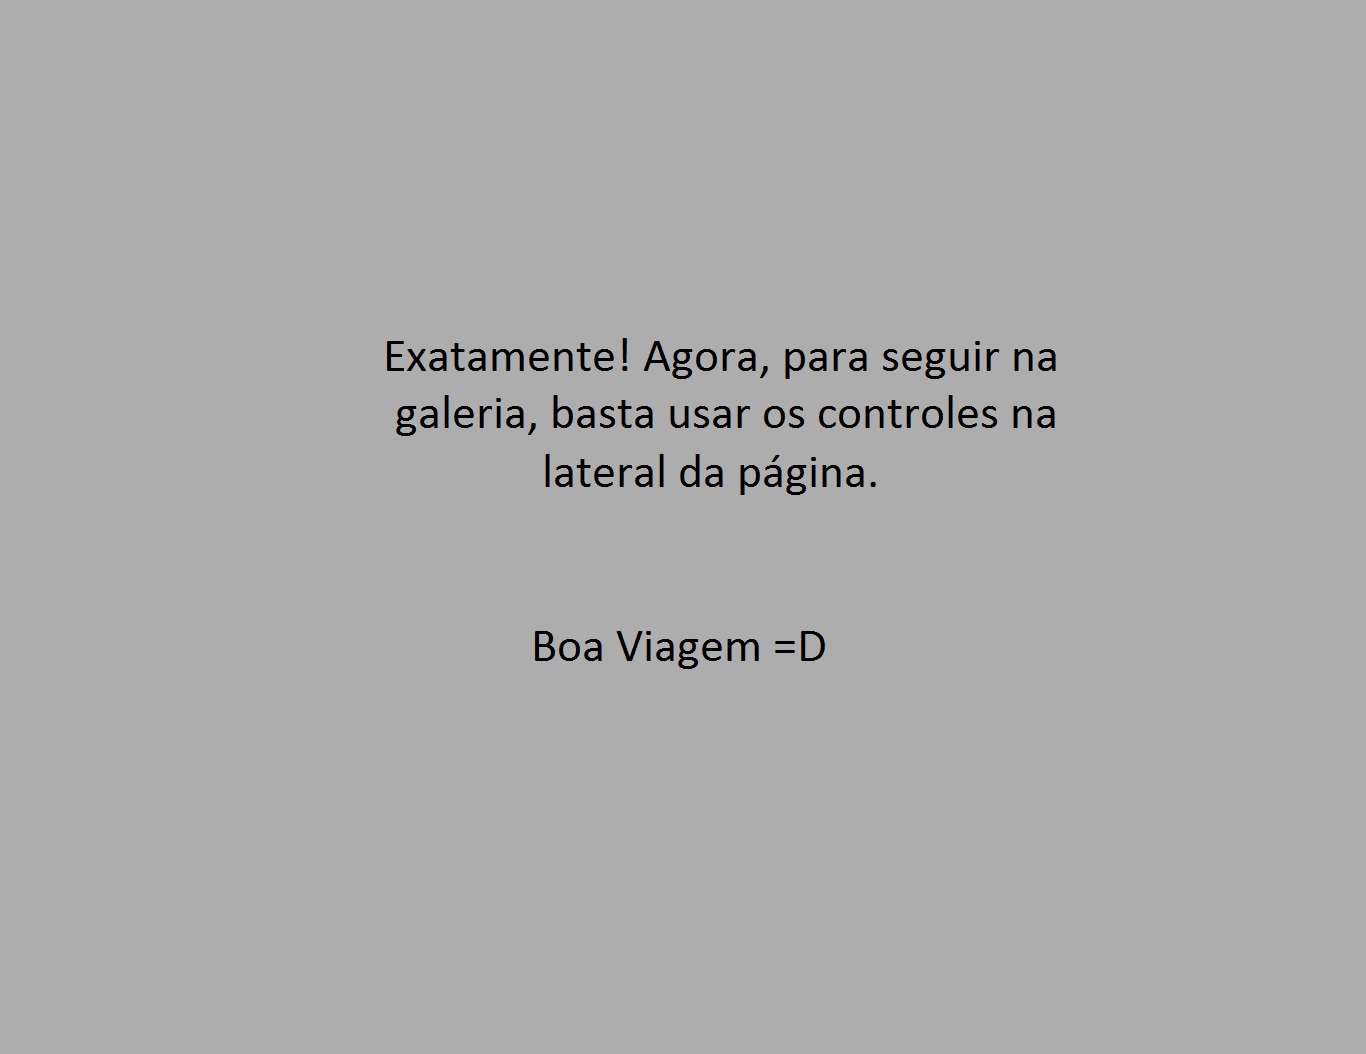 Exatamente! Agora, para seguir na
galeria, basta usar os controles na
lateral da página.
Boa Viagem =D